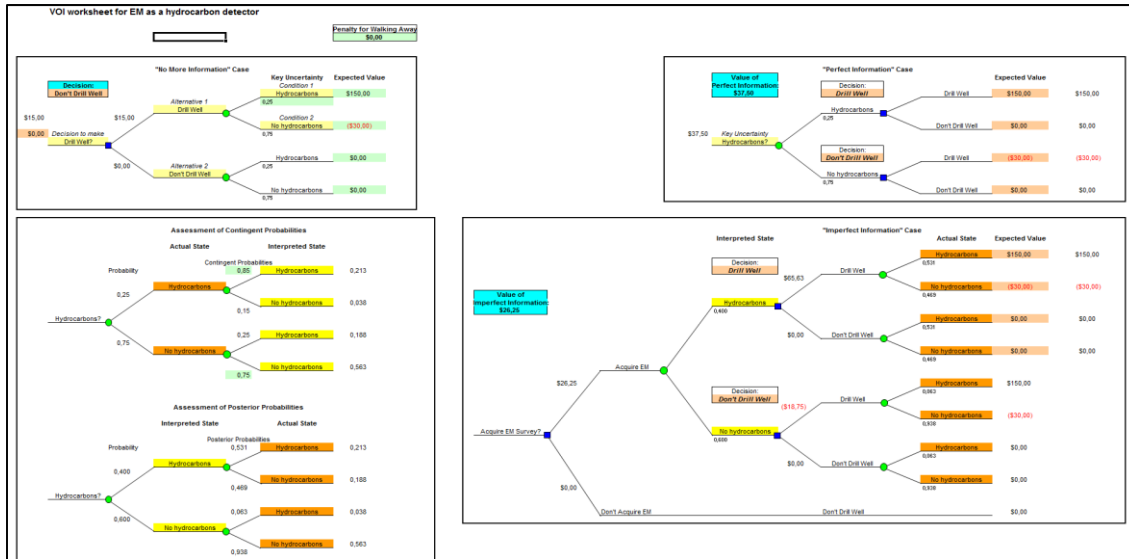 VOI worksheet for EM as a hydrocarbon detector
Penalty for Walking Away
$0,00
"No More Information" Case
Decision:
Don't Drill Well
Key Uncertainty
Expected Value
Condition 1
Hydrocarbons
$150,00
0,25
Alternative 1
Drill Well
$15,00
$15,00
$0,00
Decision to make
Drill Well?
Condition 2
No hydrocarbons
($30,00)
0,75
$0,00
Alternative 2
Don't Drill Well
Hydrocarbons
$0,00
0,25
No hydrocarbons
$0,00
0,75
"Perfect Information" Case
Value of
Perfect Information:
$37,50
Decision:
Drill Well
Expected Value
Drill Well
$150,00
$150,00
Hydrocarbons
0,25
Don't Drill Well
$0,00
$0,00
$37,50
Key Uncertainty
Hydrocarbons?
Decision:
Don't Drill Well
Drill Well
($30,00)
($30,00)
No hydrocarbons
0,75
Don't Drill Well
$0,00
$0,00
Assessment of Contingent Probabilities
Actual State
Interpreted State
Contingent Probabilities
Probability
0,85
Hydrocarbons
0,213
0,25
Hydrocarbons
No hydrocarbons
0,038
0,15
Hydrocarbons?
0,25
Hydrocarbons
0,188
0,75
No hydrocarbons
No hydrocarbons
0,563
0,75
Assessment of Posterior Probabilities
Interpreted State
Actual State
Posterior Probabilities
Probability
0,531
Hydrocarbons
0,213
0,400
Hydrocarbons
No hydrocarbons
0,188
0,469
Hydrocarbons?
0,063
Hydrocarbons
0,038
0,600
No hydrocarbons
No hydrocarbons
0,563
0,938
"Imperfect Information" Case
Interpreted State
Actual State
Expected Value
Decision:
Drill Well
Hydrocarbons
$150,00
$150,00
0,531
$65,63
Drill Well
No hydrocarbons
($30,00)
($30,00)
0,469
Value of
Imperfect Information:
$26,25
Hydrocarbons
0,400
Hydrocarbons
$0,00
$0,00
0,531
$0,00
Don't Drill Well
No hydrocarbons
$0,00
$0,00
0,469
$26,25
Acquire EM
Decision:
Don't Drill Well
Hydrocarbons
$150,00
0,063
($18,75)
Drill Well
No hydrocarbons
($30,00)
0,938
Acquire EM Survey?
No hydrocarbons
0,600
Hydrocarbons
$0,00
0,063
$0,00
Don't Drill Well
No hydrocarbons
$0,00
0,938
$0,00
Don't Acquire EM
Don't Drill Well
$0,00